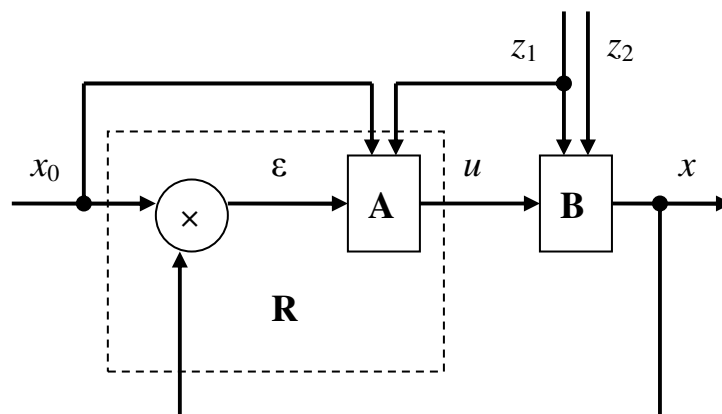 z₁ z₂
x₀ ε u x
× A B
R